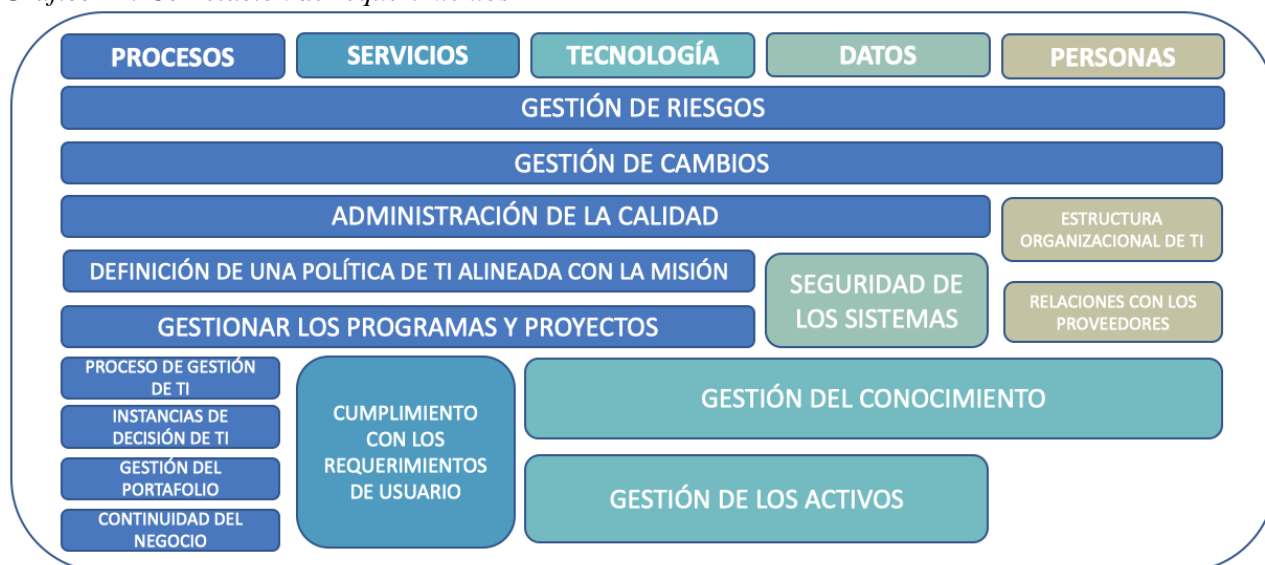 PROCESOS
SERVICIOS
TECNOLOGÍA
DATOS
PERSONAS
GESTIÓN DE RIESGOS
GESTIÓN DE CAMBIOS
ADMINISTRACIÓN DE LA CALIDAD
ESTRUCTURA
ORGANIZACIONAL DE TI
DEFINICIÓN DE UNA POLÍTICA DE TI ALINEADA CON LA MISIÓN
SEGURIDAD DE
LOS SISTEMAS
RELACIONES CON LOS
PROVEEDORES
GESTIONAR LOS PROGRAMAS Y PROYECTOS
PROCESO DE GESTIÓN
DE TI
INSTANCIAS DE
DECISIÓN DE TI
GESTIÓN DEL
PORTAFOLIO
CONTINUIDAD DEL
NEGOCIO
CUMPLIMIENTO
CON LOS
REQUERIMIENTOS
DE USUARIO
GESTIÓN DEL CONOCIMIENTO
GESTIÓN DE LOS ACTIVOS